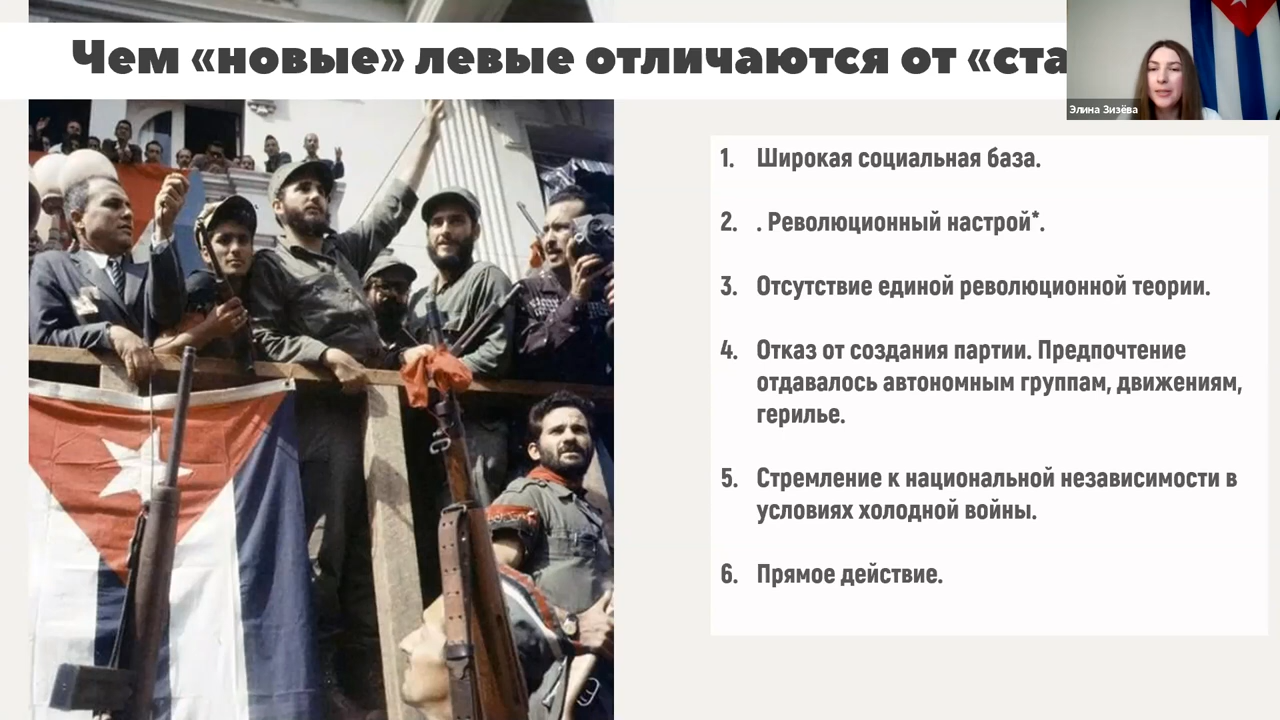 Чем «новые» левые отличаются от «ста
Элина Зизёва
1. Широкая социальная база.
2. . Революционный настрой*.
3. Отсутствие единой революционной теории.
4. Отказ от создания партии. Предпочтение
отдавалось автономным группам, движениям,
герилье.
5. Стремление к национальной независимости в
условиях холодной войны.
6. Прямое действие.